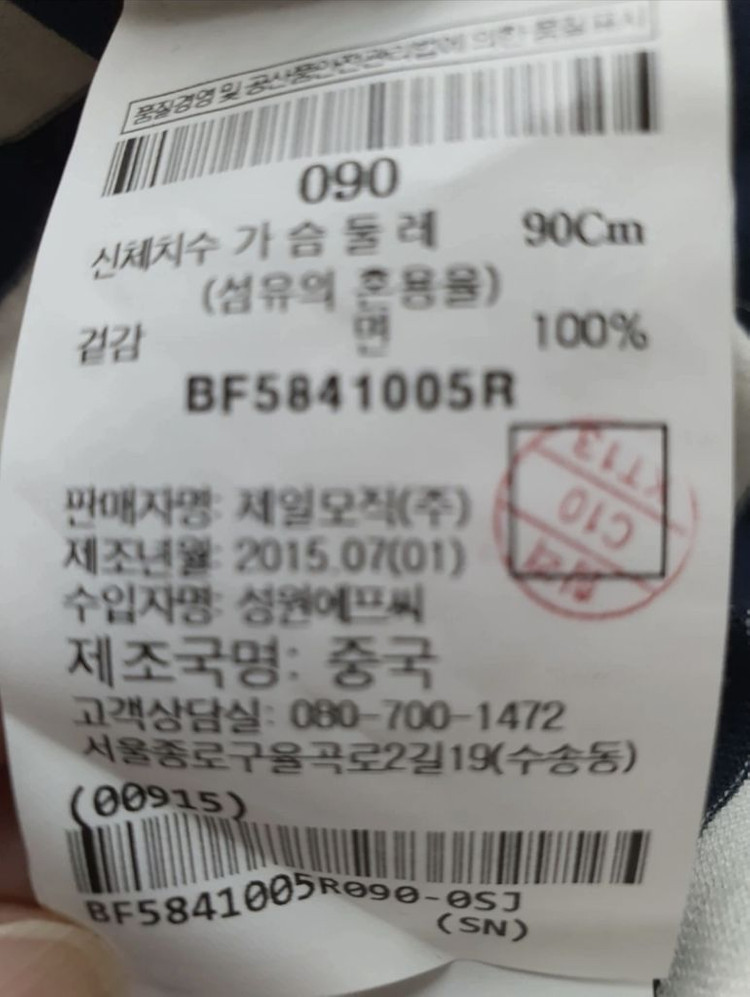 품질경영 및 공산품안전관리법에 의한 품질 표시
090
신체치수 가 슴 둘 레 90Cm
(섬유의 혼용율)
겉감 면 100%
BF5841005R
KT13
C10
판매자명: 제일모직(주)
제조년월: 2015.07(01)
수입자명: 성원에프씨
제조국명: 중국
고객상담실: 080-700-1472
서울종로구율곡로2길19(수송동)
(00915)
BF5841005R090-0SJ
(SN)